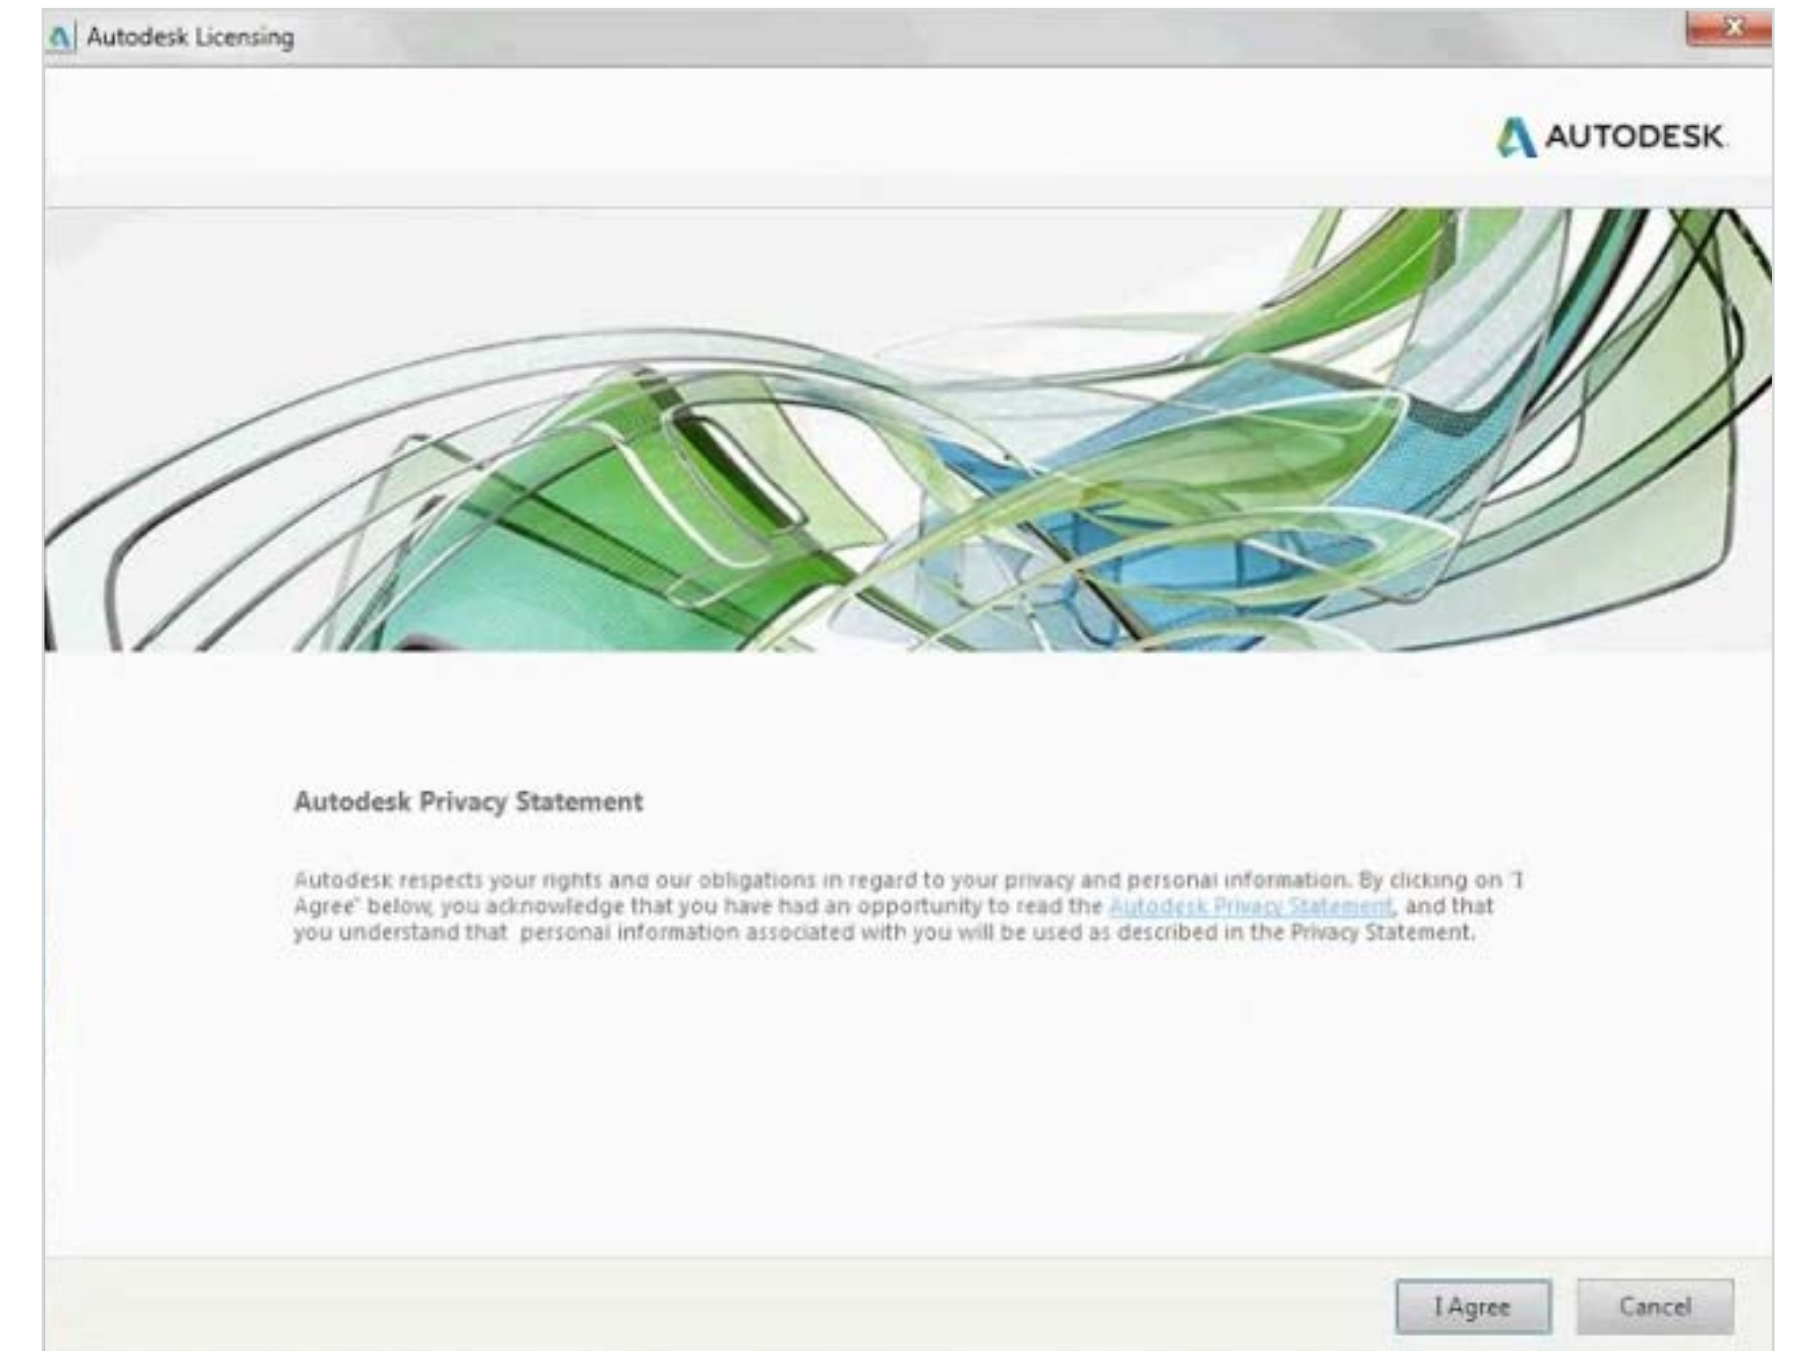 Autodesk Licensing
AUTODESK
Autodesk Privacy Statement
Autodesk respects your rights and our obligations in regard to your privacy and personal information. By clicking on "I
Agree" below, you acknowledge that you have had an opportunity to read the Autodesk Privacy Statement, and that
you understand that personal information associated with you will be used as described in the Privacy Statement.
I Agree
Cancel